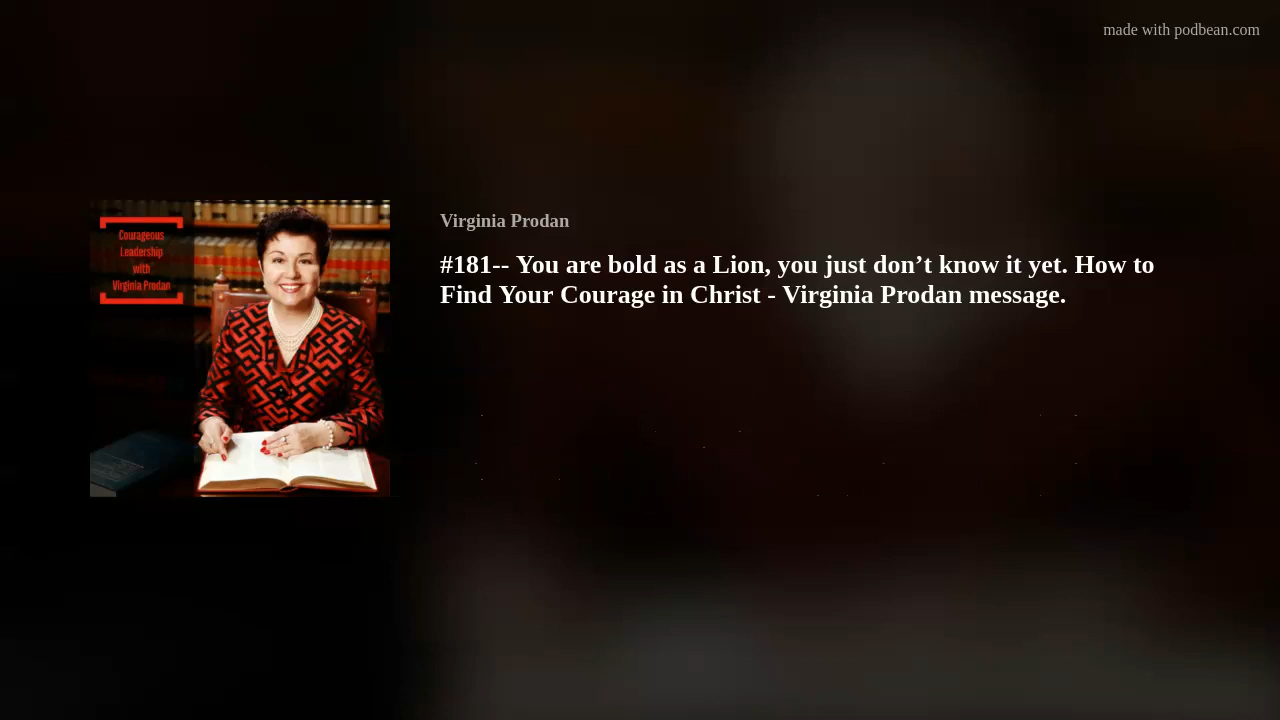 made with podbean.com
Courageous
Leadership
with
Virginia Prodan
Virginia Prodan
#181-- You are bold as a Lion, you just don’t know it yet. How to
Find Your Courage in Christ - Virginia Prodan message.